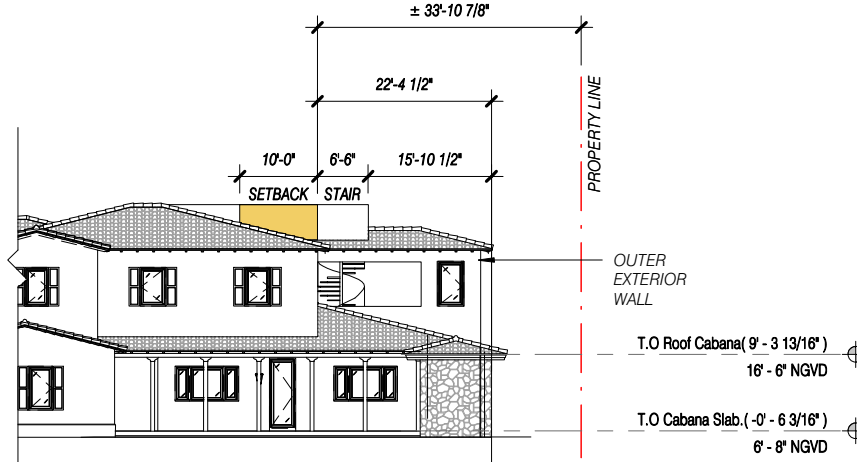 ± 33'-10 7/8"
22'-4 1/2"
10'-0"
6'-6"
15'-10 1/2"
SETBACK
STAIR
PROPERTY LINE
OUTER
EXTERIOR
WALL
T.O Roof Cabana( 9' - 3 13/16" )
16' - 6" NGVD
T.O Cabana Slab.( -0' - 6 3/16" )
6' - 8" NGVD